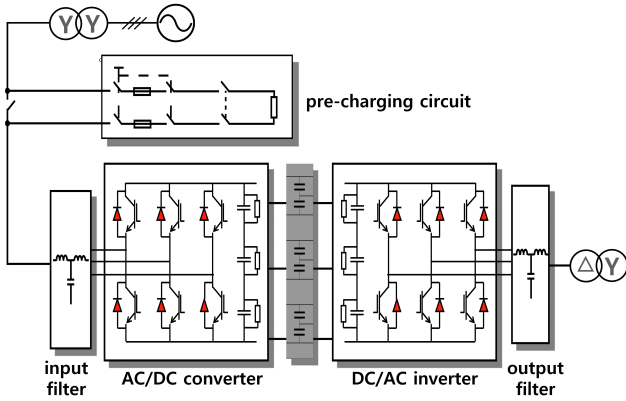 Y Y
pre-charging circuit
△ Y
input
filter
AC/DC converter
DC/AC inverter
output
filter